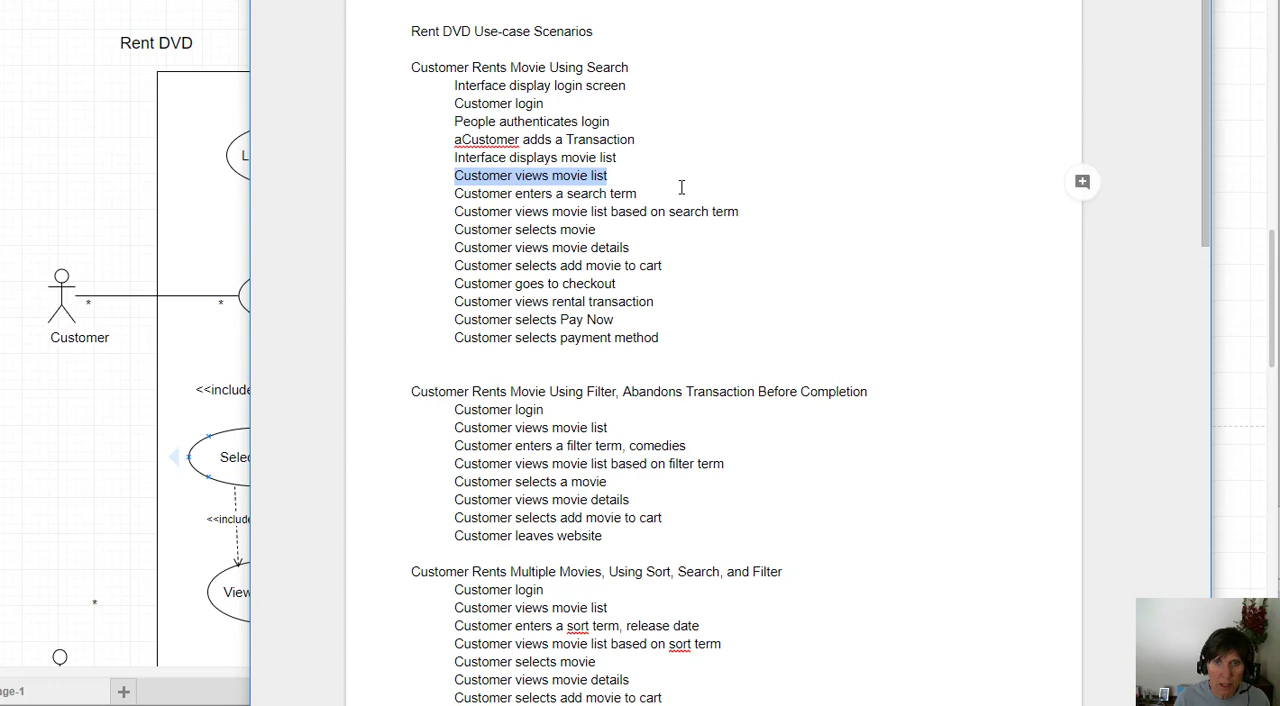 Rent DVD
L
*
*
Customer
<<include
Selec
<<include
View
*
age-1
Rent DVD Use-case Scenarios
Customer Rents Movie Using Search
Interface display login screen
Customer login
People authenticates login
aCustomer adds a Transaction
Interface displays movie list
Customer views movie list
Customer enters a search term
Customer views movie list based on search term
Customer selects movie
Customer views movie details
Customer selects add movie to cart
Customer goes to checkout
Customer views rental transaction
Customer selects Pay Now
Customer selects payment method
Customer Rents Movie Using Filter, Abandons Transaction Before Completion
Customer login
Customer views movie list
Customer enters a filter term, comedies
Customer views movie list based on filter term
Customer selects a movie
Customer views movie details
Customer selects add movie to cart
Customer leaves website
Customer Rents Multiple Movies, Using Sort, Search, and Filter
Customer login
Customer views movie list
Customer enters a sort term, release date
Customer views movie list based on sort term
Customer selects movie
Customer views movie details
Customer selects add movie to cart